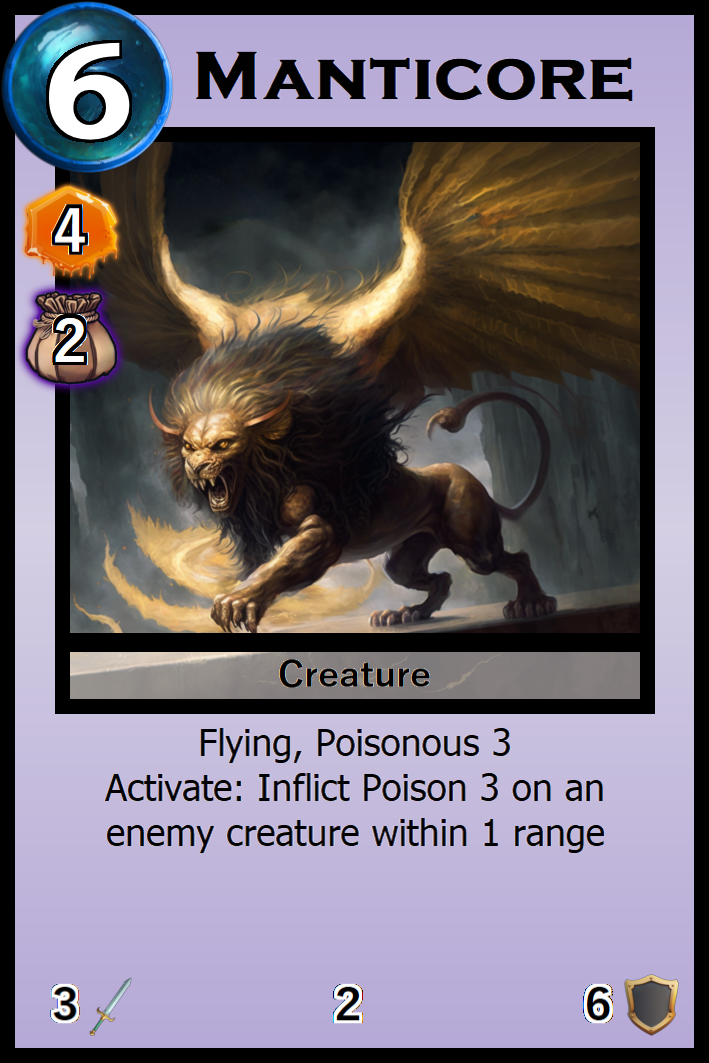 6
MANTICORE
4
2
Creature
Flying, Poisonous 3
Activate: Inflict Poison 3 on an
enemy creature within 1 range
3 2 6